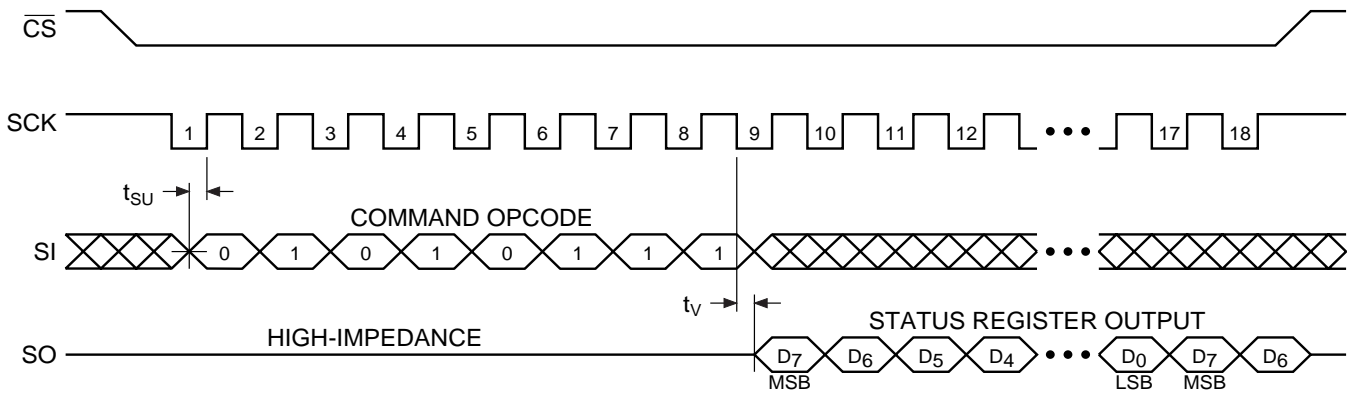 CS
SCK 1 2 3 4 5 6 7 8 9 10 11 12 17 18
tSU
COMMAND OPCODE
SI 0 1 0 1 0 1 1 1
tV
HIGH-IMPEDANCE STATUS REGISTER OUTPUT
SO D7 D6 D5 D4 D0 D7 D6
MSB LSB MSB